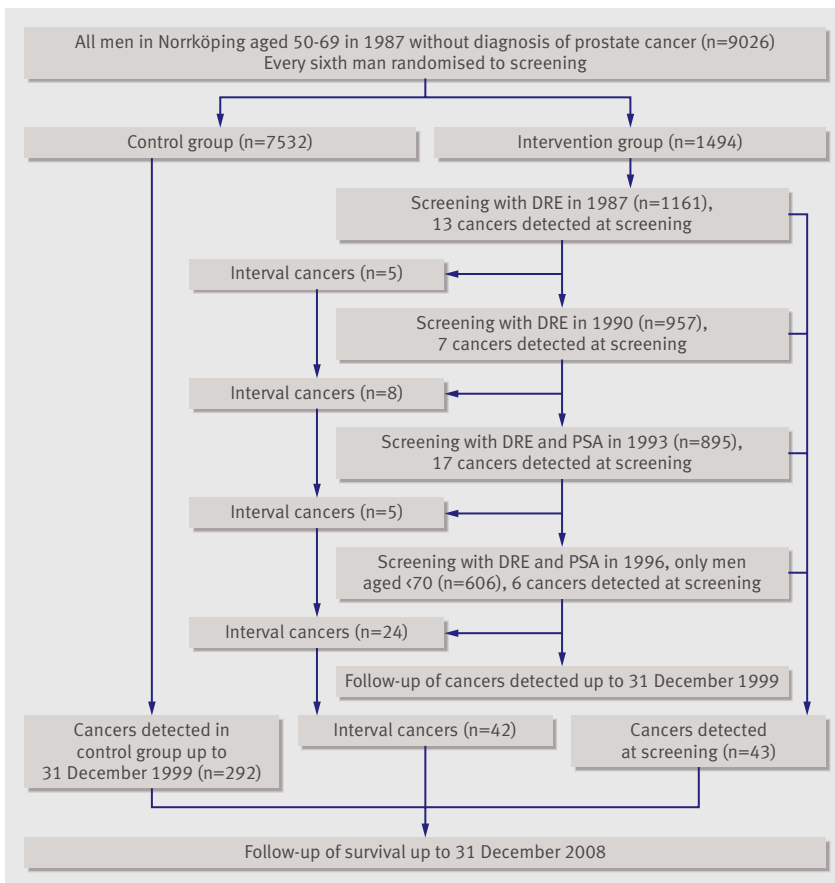 All men in Norrköping aged 50-69 in 1987 without diagnosis of prostate cancer (n=9026)
Every sixth man randomised to screening
Control group (n=7532)
Intervention group (n=1494)
Screening with DRE in 1987 (n=1161),
13 cancers detected at screening
Interval cancers (n=5)
Screening with DRE in 1990 (n=957),
7 cancers detected at screening
Interval cancers (n=8)
Screening with DRE and PSA in 1993 (n=895),
17 cancers detected at screening
Interval cancers (n=5)
Screening with DRE and PSA in 1996, only men
aged <70 (n=606), 6 cancers detected at screening
Interval cancers (n=24)
Follow-up of cancers detected up to 31 December 1999
Cancers detected in
control group up to
31 December 1999 (n=292)
Interval cancers (n=42)
Cancers detected
at screening (n=43)
Follow-up of survival up to 31 December 2008